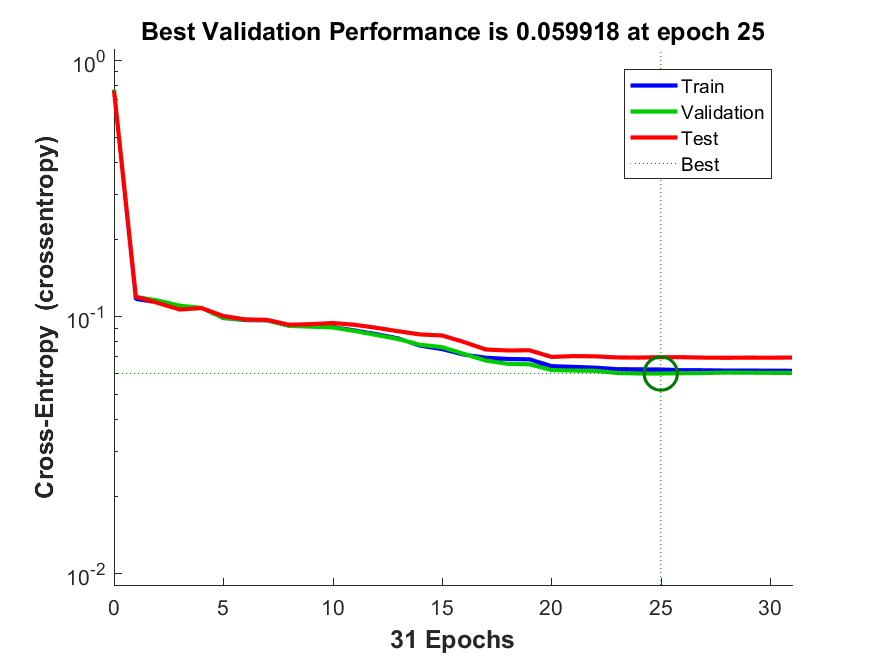 Best Validation Performance is 0.059918 at epoch 25
10^0
10^-1
10^-2
Cross-Entropy (crossentropy)
Train
Validation
Test
Best
0 5 10 15 20 25 30
31 Epochs